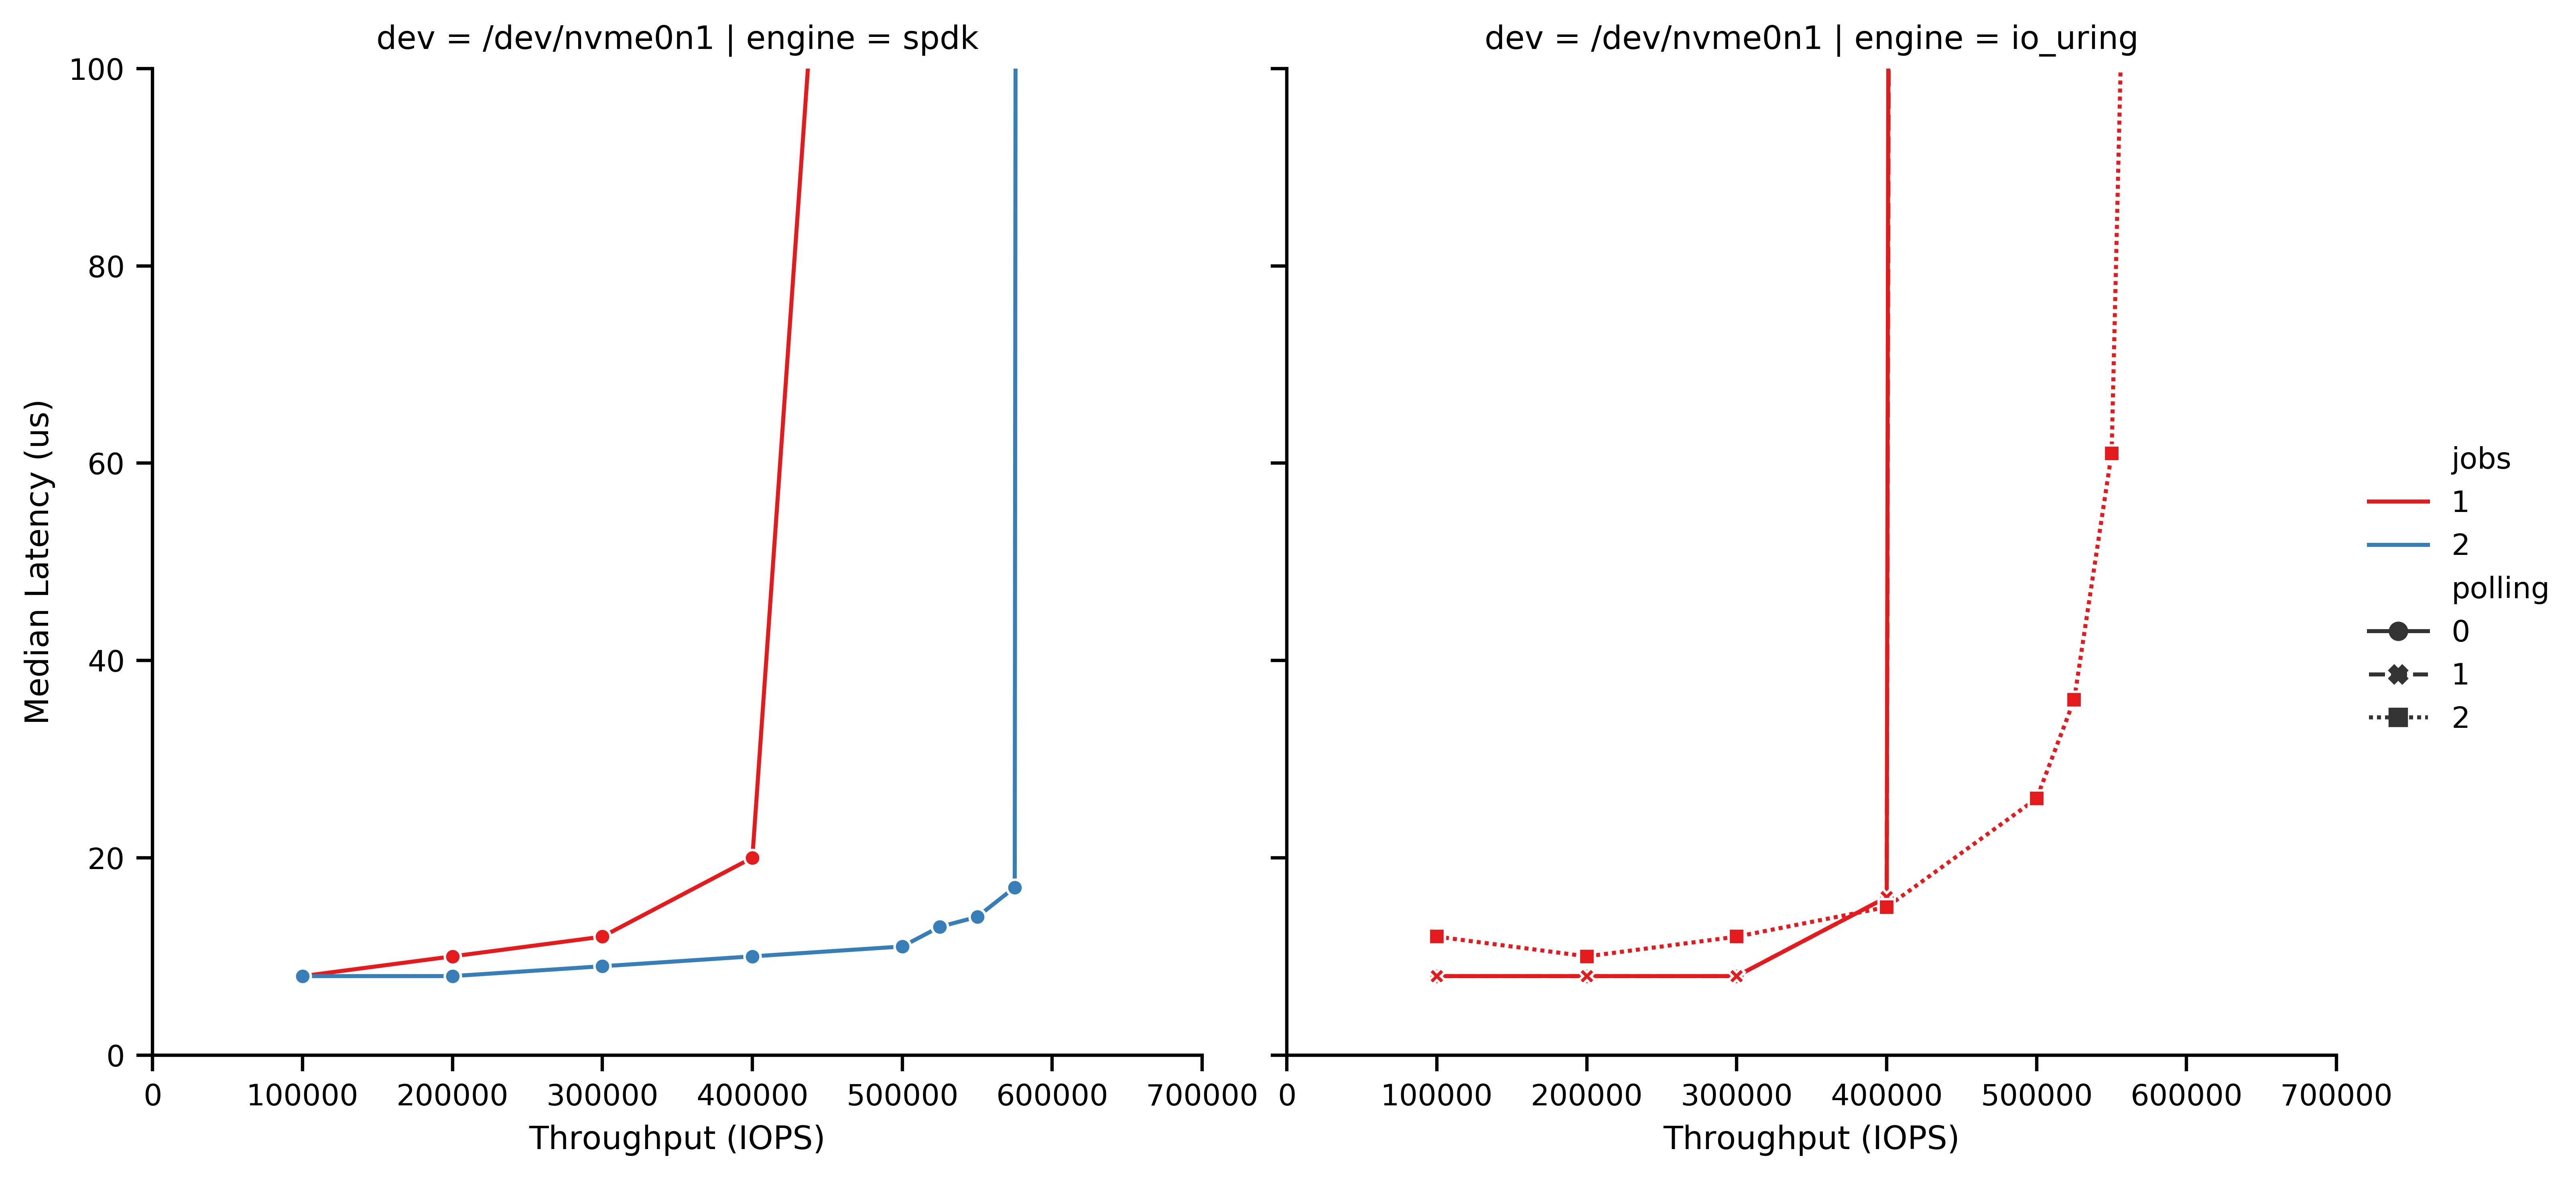 dev = /dev/nvme0n1 | engine = spdk
dev = /dev/nvme0n1 | engine = io_uring
Median Latency (us)
100
80
60
40
20
0
0 100000 200000 300000 400000 500000 600000 700000
0 100000 200000 300000 400000 500000 600000 700000
Throughput (IOPS)
Throughput (IOPS)
jobs
1
2
polling
0
1
2